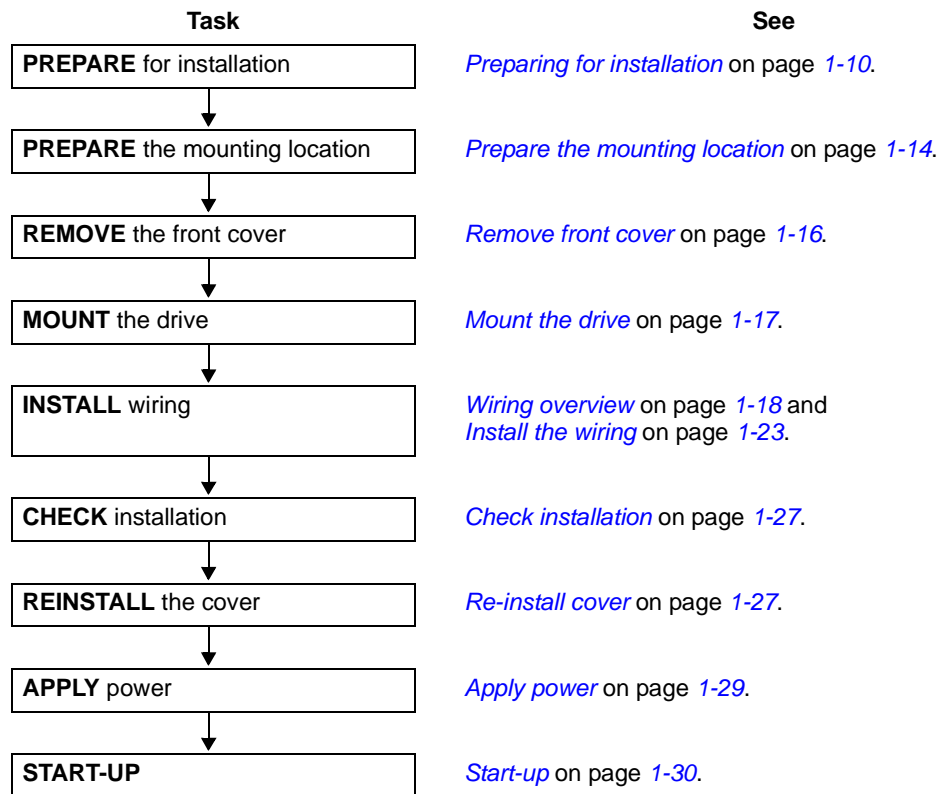 Task See
PREPARE for installation Preparing for installation on page 1-10.
PREPARE the mounting location Prepare the mounting location on page 1-14.
REMOVE the front cover Remove front cover on page 1-16.
MOUNT the drive Mount the drive on page 1-17.
INSTALL wiring Wiring overview on page 1-18 and
Install the wiring on page 1-23.
CHECK installation Check installation on page 1-27.
REINSTALL the cover Re-install cover on page 1-27.
APPLY power Apply power on page 1-29.
START-UP Start-up on page 1-30.